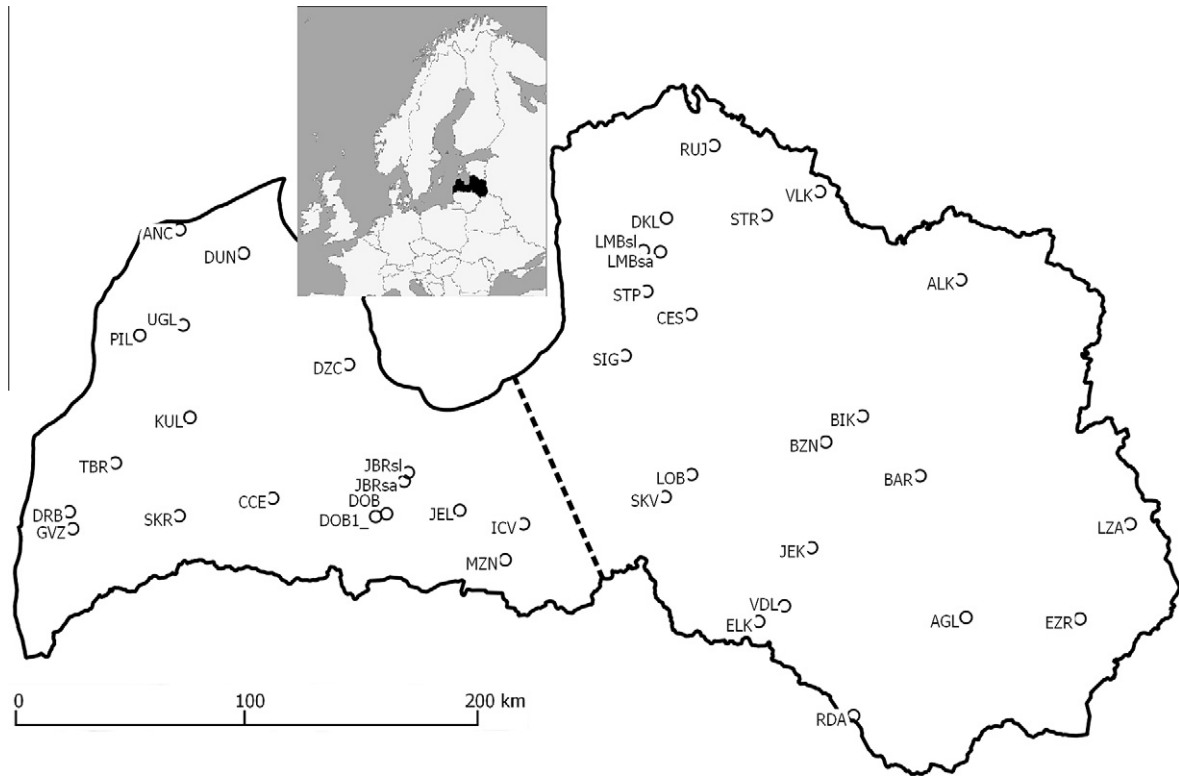 RUJ
VLK
DKL
STR
ANC
LMBsl
DUN
LMBsa
ALK
STP
UGL
CES
PIL
SIG
DZC
KUL
BIK
BZN
TBR
JBRsl
LOB
BAR
JBRsa
SKV
CCE
DOB
DRB
SKR
DOB1_
JEL
GVZ
ICV
LZA
JEK
MZN
VDL
ELK
AGL
EZR
0
100
200 km
RDA